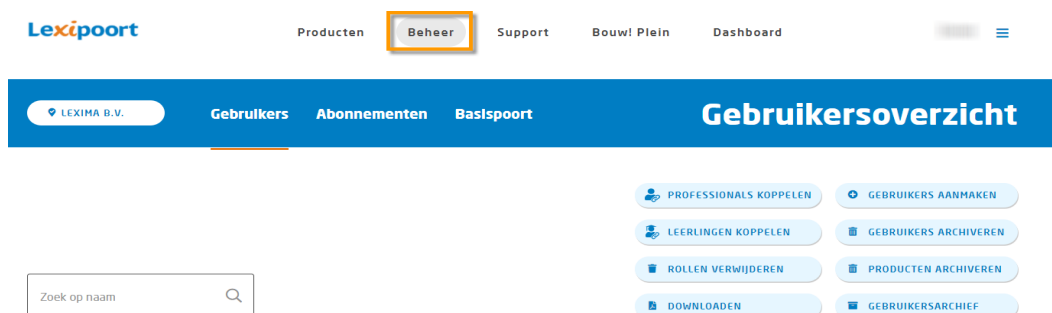 Lexipoort
Producten Beheer Support Bouw! Plein Dashboard
LEXIMA B.V. Gebruikers Abonnementen Basispoort Gebruikersoverzicht
PROFESSIONALS KOPPELEN GEBRUIKERS AANMAKEN
LEERLINGEN KOPPELEN GEBRUIKERS ARCHIVEREN
ROLLEN VERWIJDEREN PRODUCTEN ARCHIVEREN
Zoek op naam
DOWNLOADEN GEBRUIKERSARCHIEF